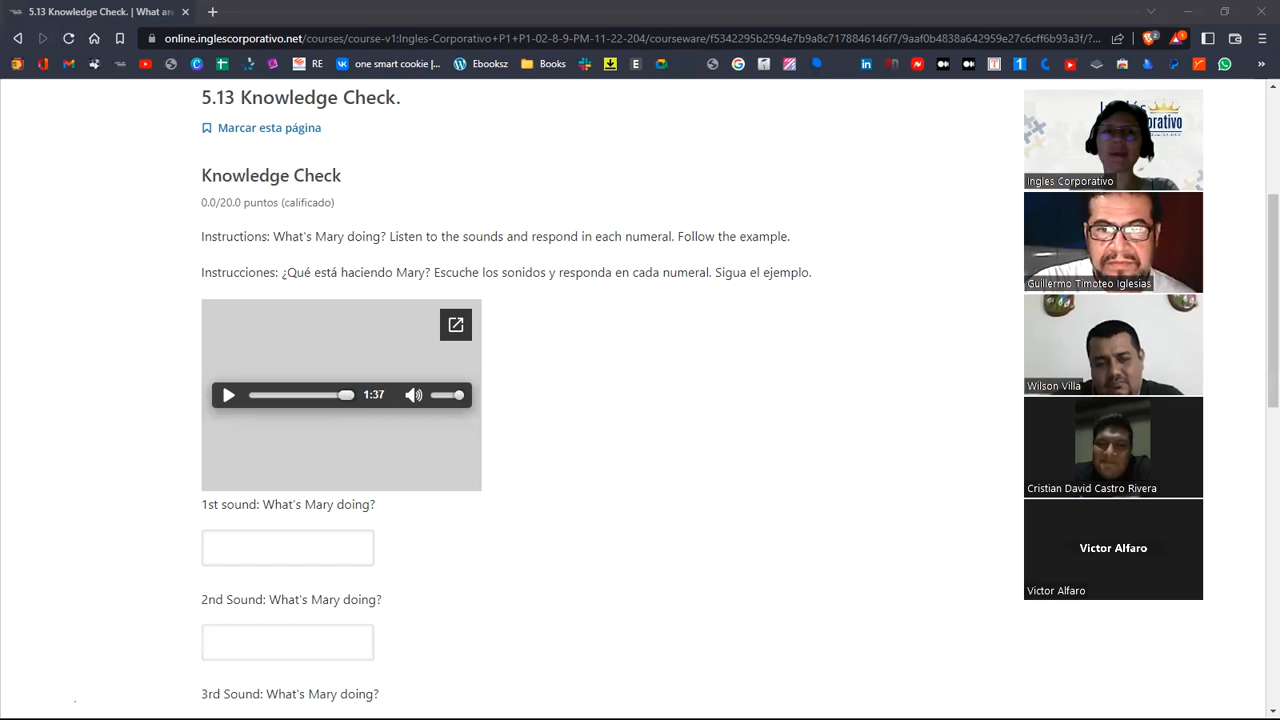 5.13 Knowledge Check. | What are
online.inglescorporativo.net/courses/course-v1:Ingles-Corporativo+P1+P1-02-8-9-PM-11-22-204/courseware/f5342295b2594e7b9a8c7178846146f7/9aaf0b4838a642959e27c6cff6b93a3f/?...
RE
one smart cookie |...
Ebooksz
Books
5.13 Knowledge Check.
Marcar esta página
Knowledge Check
0.0/20.0 puntos (calificado)
Instructions: What's Mary doing? Listen to the sounds and respond in each numeral. Follow the example.
Instrucciones: ¿Qué está haciendo Mary? Escuche los sonidos y responda en cada numeral. Sigua el ejemplo.
1:37
1st sound: What's Mary doing?
2nd Sound: What's Mary doing?
3rd Sound: What's Mary doing?
Ingles Corporativo
Guillermo Timoteo Iglesias
Wilson Villa
Cristian David Castro Rivera
Victor Alfaro
Victor Alfaro